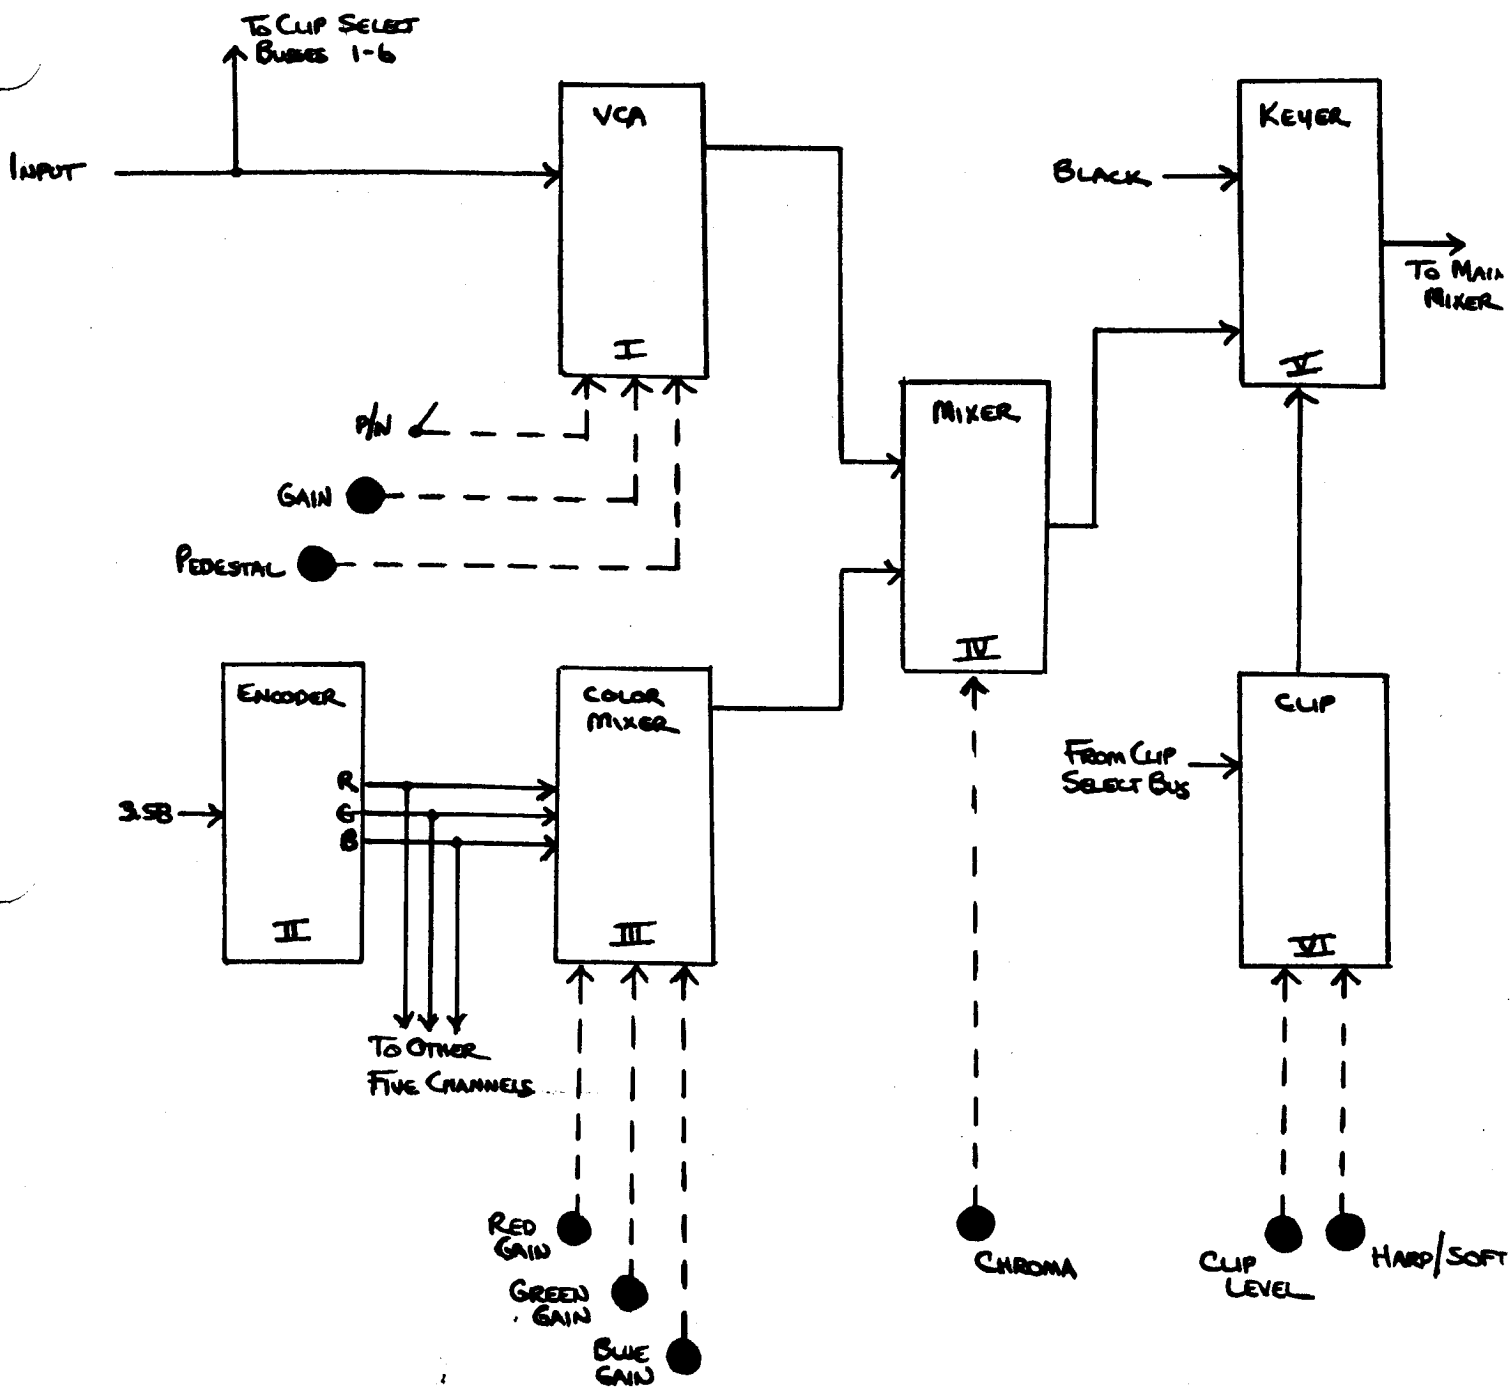 To Clip Select
Busses 1-6
Input
VCA
I
P/N
Gain
Pedestal
Keyer
Black
To Main
Mixer
V
Mixer
IV
Encoder
R
G
B
3.58
II
Color
Mixer
III
To Other
Five Channels
Red
Gain
Green
Gain
Blue
Gain
Chroma
Clip
From Clip
Select Bus
VI
Clip
Level
Hard/Soft